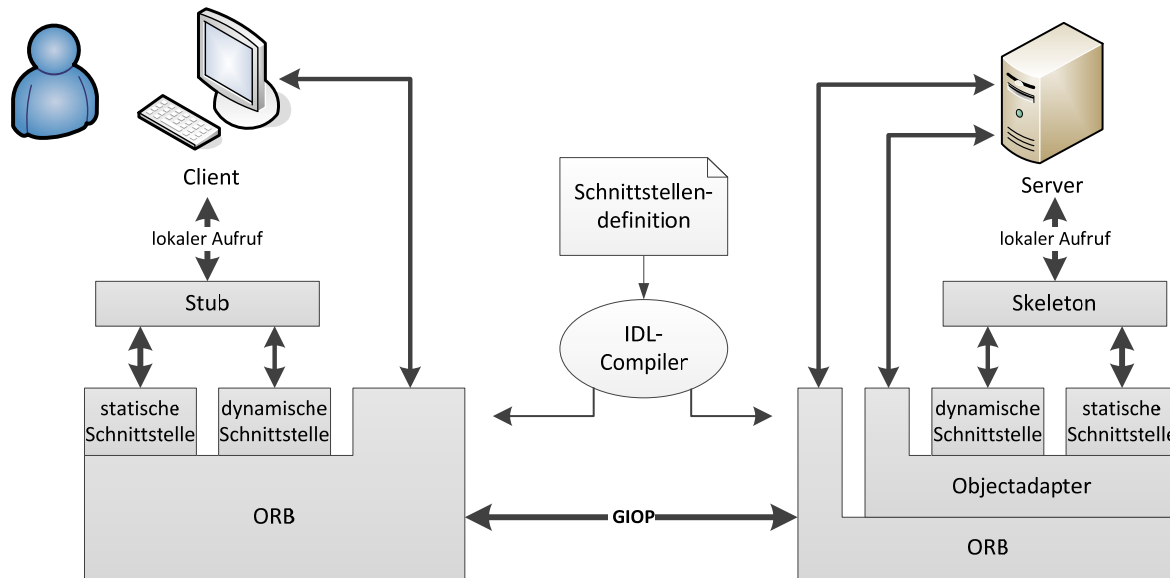 Client
lokaler Aufruf
Stub
statische
Schnittstelle
dynamische
Schnittstelle
ORB
Schnittstellen-
definition
IDL-
Compiler
GIOP
Server
lokaler Aufruf
Skeleton
dynamische
Schnittstelle
statische
Schnittstelle
Objectadapter
ORB